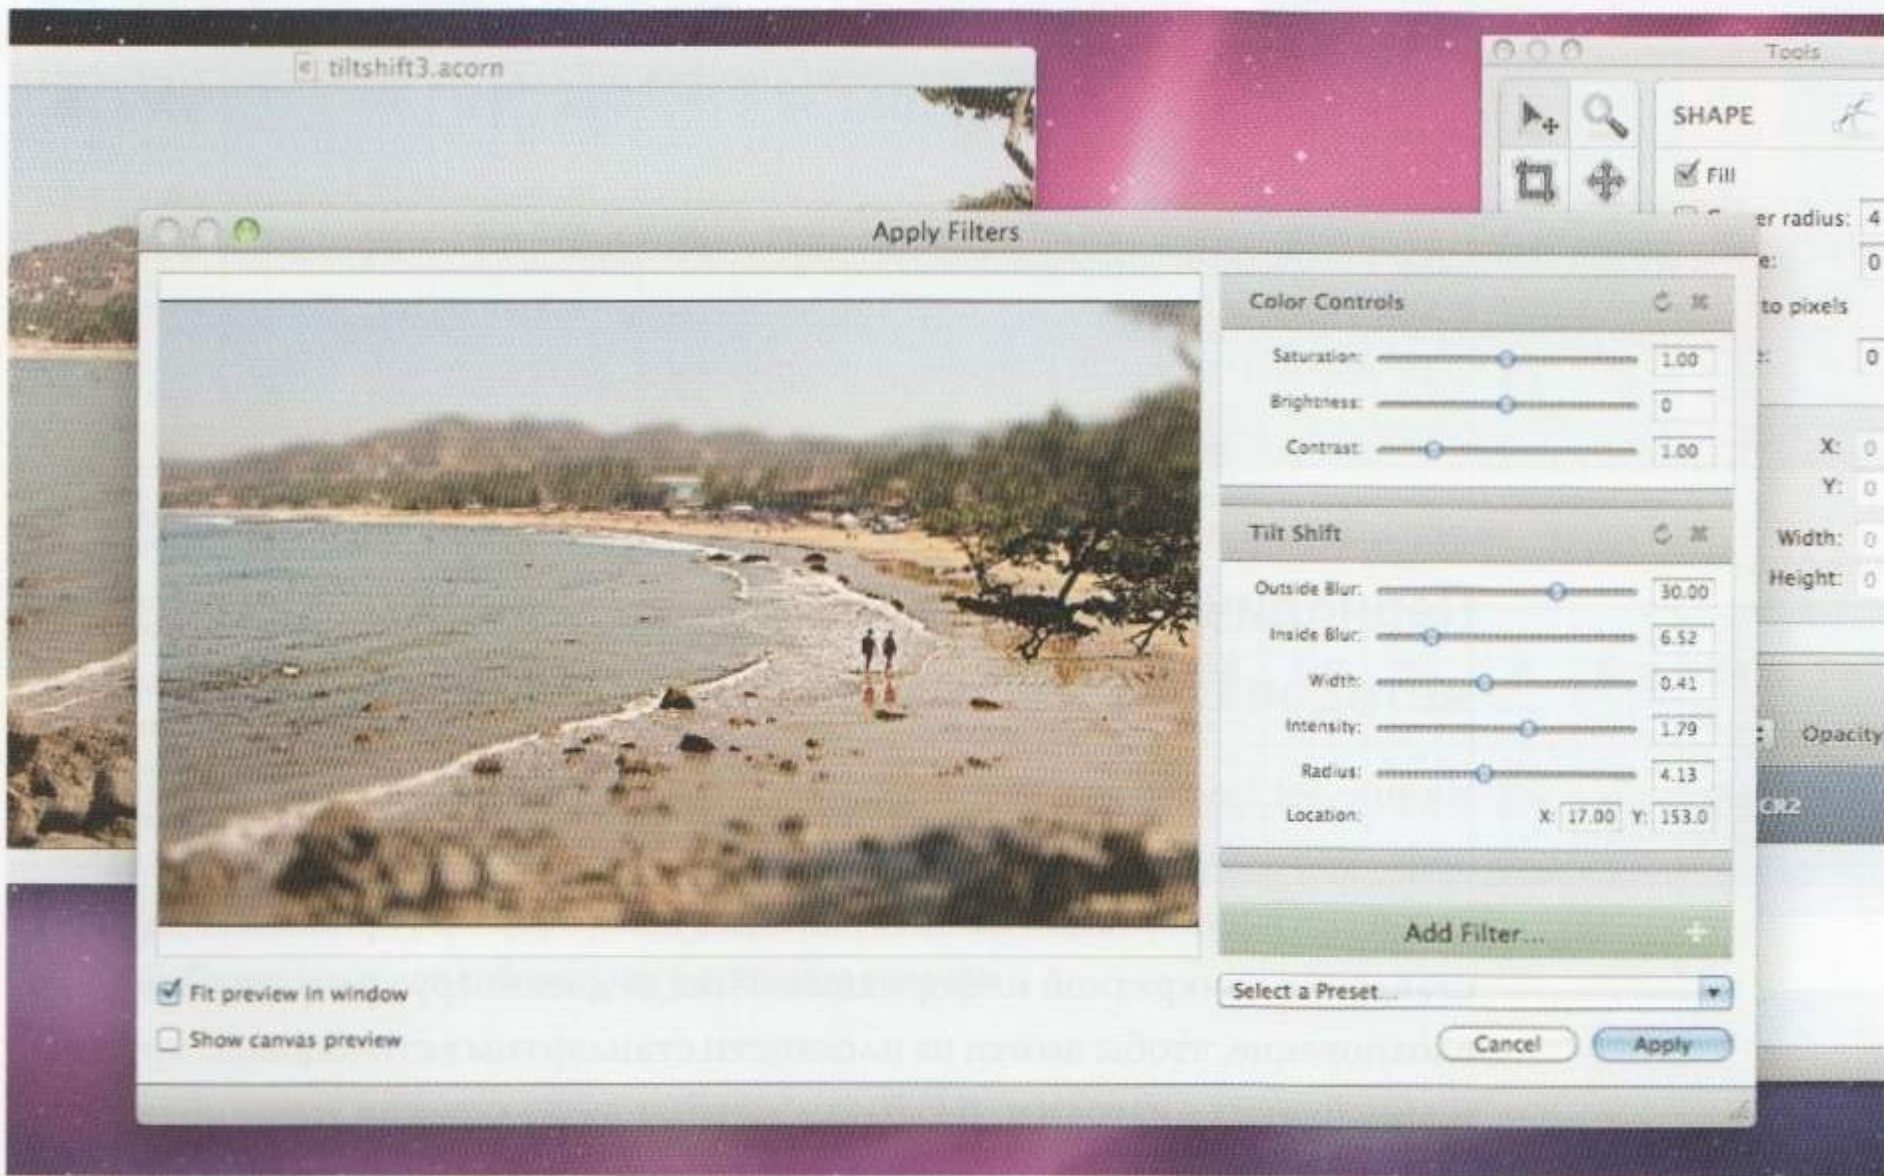 tiltshift3.acorn
Tools
SHAPE
Fill
er radius: 4
e: 0
to pixels
0
X: 0
Y: 0
Width: 0
Height: 0
Opacity
CR2
Apply Filters
Color Controls
Saturation: 1.00
Brightness: 0
Contrast: 1.00
Tilt Shift
Outside Blur: 30.00
Inside Blur: 6.52
Width: 0.41
Intensity: 1.79
Radius: 4.13
Location: X: 17.00 Y: 153.0
Add Filter...
Select a Preset...
Fit preview in window
Show canvas preview
Cancel
Apply